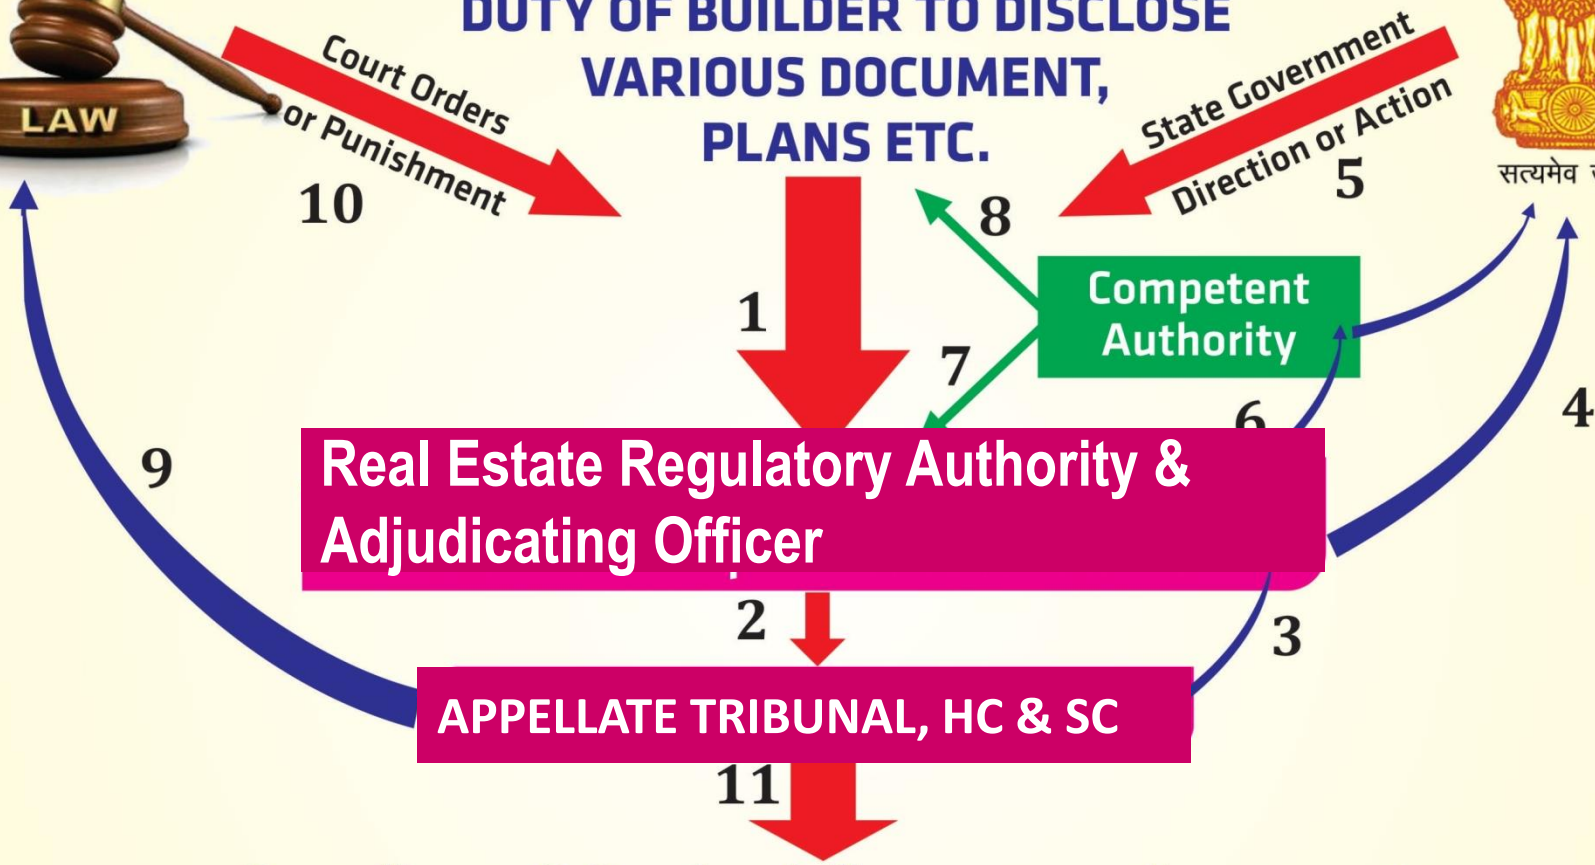 DUTY OF BUILDER TO DISCLOSE
VARIOUS DOCUMENT,
PLANS ETC.
LAW
Court Orders
or Punishment
10
State Government
Direction or Action
5
सत्यमेव
8
1
Competent
Authority
7
6
4
9
Real Estate Regulatory Authority &
Adjudicating Officer
2
3
APPELLATE TRIBUNAL, HC & SC
11